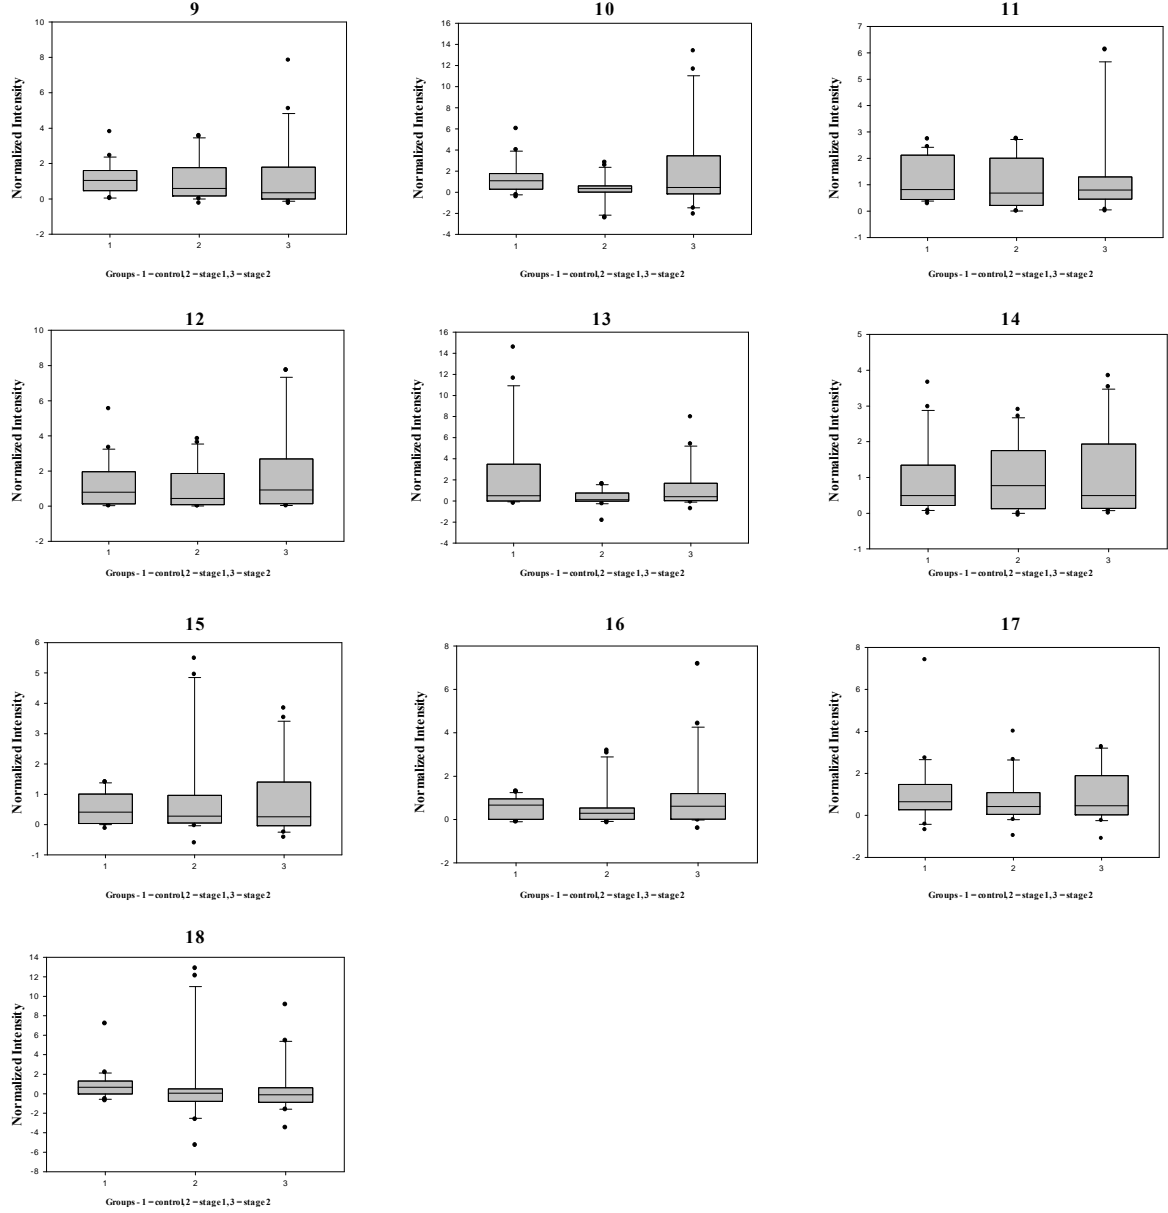 9 10 11
10 16 7
8 14 6
6 12 5
4 10 4
2 8 3
0 6 2
-2 4 1
2 0
0 -1
-2
-4
Normalized Intensity Normalized Intensity Normalized Intensity
1 2 3 1 2 3 1 2 3
Groups - 1 = control, 2 = stage 1, 3 = stage 2 Groups - 1 = control, 2 = stage 1, 3 = stage 2 Groups - 1 = control, 2 = stage 1, 3 = stage 2
12 13 14
10 16 5
8 14 4
6 12 3
4 10 2
2 8 1
0 6 0
-2 4 -1
2
0
-2
-4
Normalized Intensity Normalized Intensity Normalized Intensity
1 2 3 1 2 3 1 2 3
Groups - 1 = control, 2 = stage 1, 3 = stage 2 Groups - 1 = control, 2 = stage 1, 3 = stage 2 Groups - 1 = control, 2 = stage 1, 3 = stage 2
15 16 17
6 8 8
5 6 6
4 4 4
3 2 2
2 0 0
1 -2 -2
0
-1
Normalized Intensity Normalized Intensity Normalized Intensity
1 2 3 1 2 3 1 2 3
Groups - 1 = control, 2 = stage 1, 3 = stage 2 Groups - 1 = control, 2 = stage 1, 3 = stage 2 Groups - 1 = control, 2 = stage 1, 3 = stage 2
18
14
12
10
8
6
4
2
0
-2
-4
-6
-8
Normalized Intensity
1 2 3
Groups - 1 = control, 2 = stage 1, 3 = stage 2